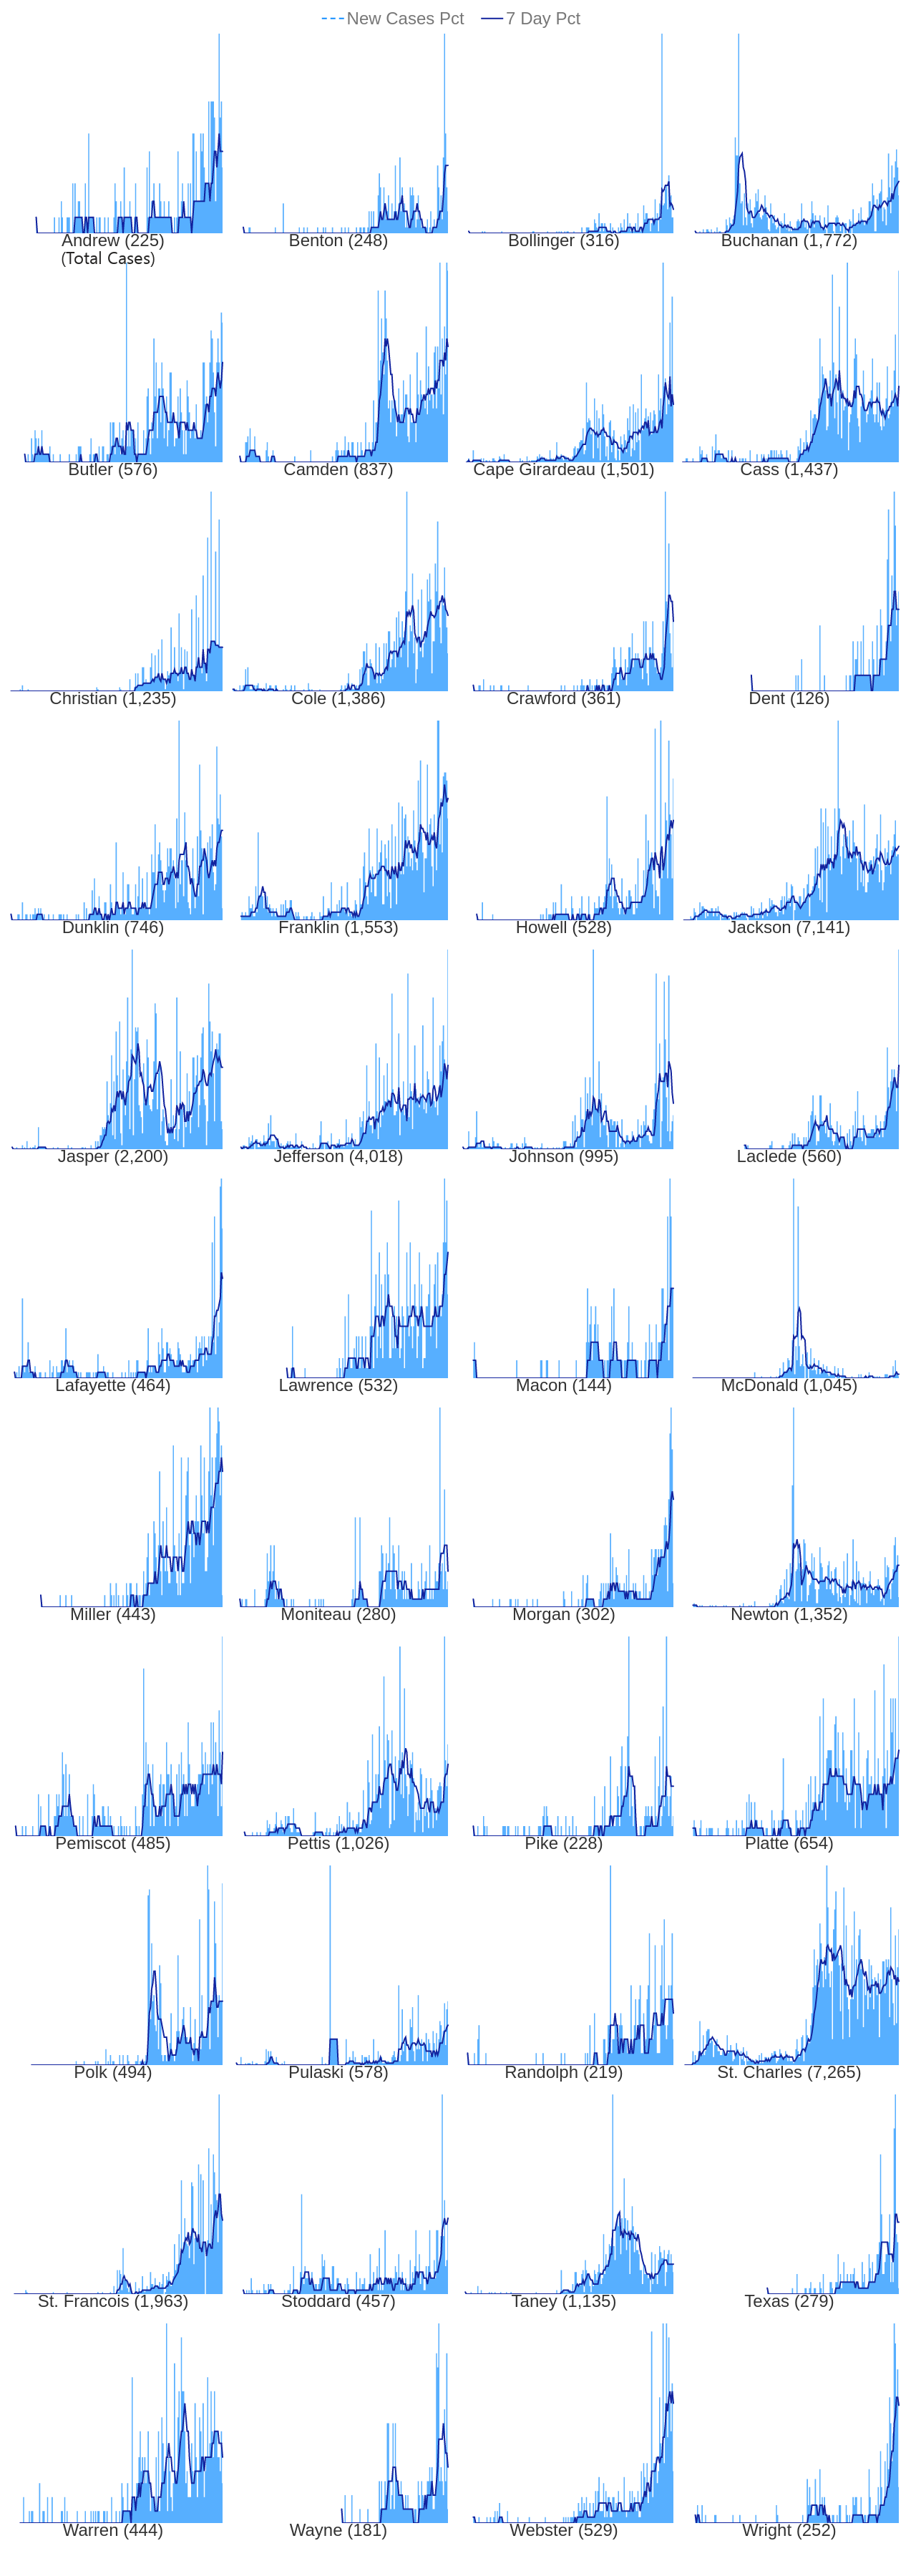 New Cases Pct 7 Day Pct
Andrew (225) Benton (248) Bollinger (316) Buchanan (1,772)
(Total Cases)
Butler (576) Camden (837) Cape Girardeau (1,501) Cass (1,437)
Christian (1,235) Cole (1,386) Crawford (361) Dent (126)
Dunklin (746) Franklin (1,553) Howell (528) Jackson (7,141)
Jasper (2,200) Jefferson (4,018) Johnson (995) Laclede (560)
Lafayette (464) Lawrence (532) Macon (144) McDonald (1,045)
Miller (443) Moniteau (280) Morgan (302) Newton (1,352)
Pemiscot (485) Pettis (1,026) Pike (228) Platte (654)
Polk (494) Pulaski (578) Randolph (219) St. Charles (7,265)
St. Francois (1,963) Stoddard (457) Taney (1,135) Texas (279)
Warren (444) Wayne (181) Webster (529) Wright (252)